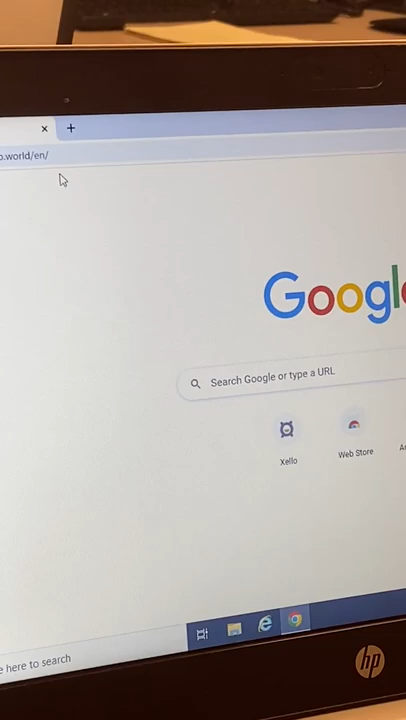 .world/en/
Google
Search Google or type a URL
Xello
Web Store
here to search
hp